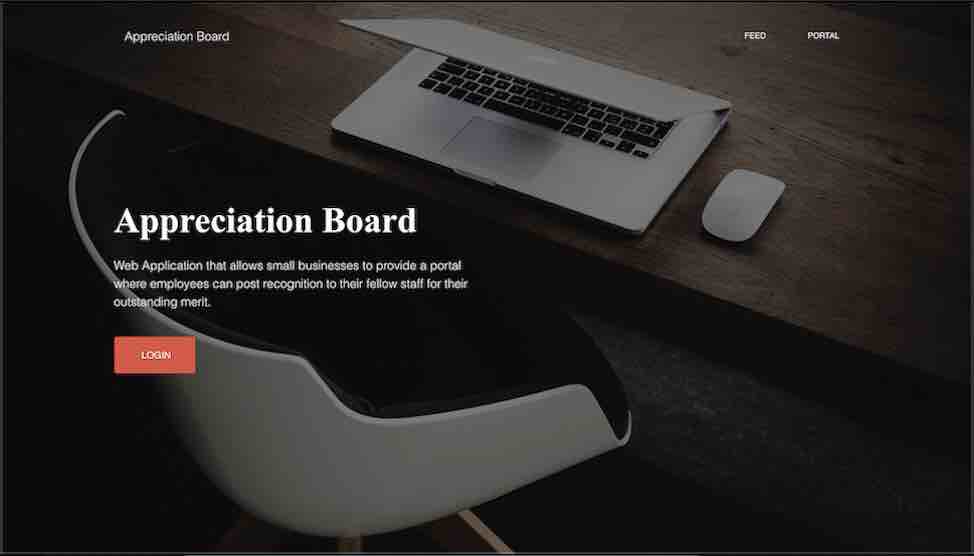 Appreciation Board
FEED
PORTAL
Appreciation Board
Web Application that allows small businesses to provide a portal
where employees can post recognition to their fellow staff for their
outstanding merit.
LOGIN